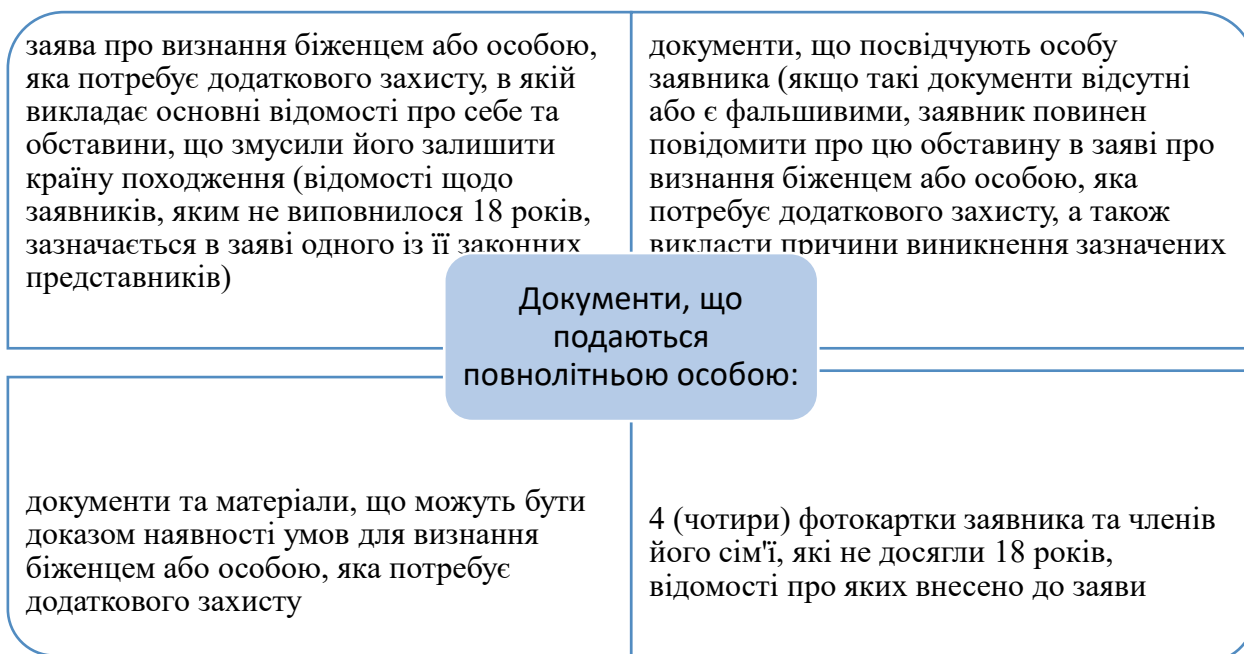 заява про визнання біженцем або особою,
яка потребує додаткового захисту, в якій
викладає основні відомості про себе та
обставини, що змусили його залишити
країну походження (відомості щодо
заявників, яким не виповнилося 18 років,
зазначається в заяві одного із її законних
представників)
документи, що посвідчують особу
заявника (якщо такі документи відсутні
або є фальшивими, заявник повинен
повідомити про цю обставину в заяві про
визнання біженцем або особою, яка
потребує додаткового захисту, а також
викласти причини виникнення зазначених
Документи, що
подаються
повнолітньою особою:
документи та матеріали, що можуть бути
доказом наявності умов для визнання
біженцем або особою, яка потребує
додаткового захисту
4 (чотири) фотокартки заявника та членів
його сім'ї, які не досягли 18 років,
відомості про яких внесено до заяви